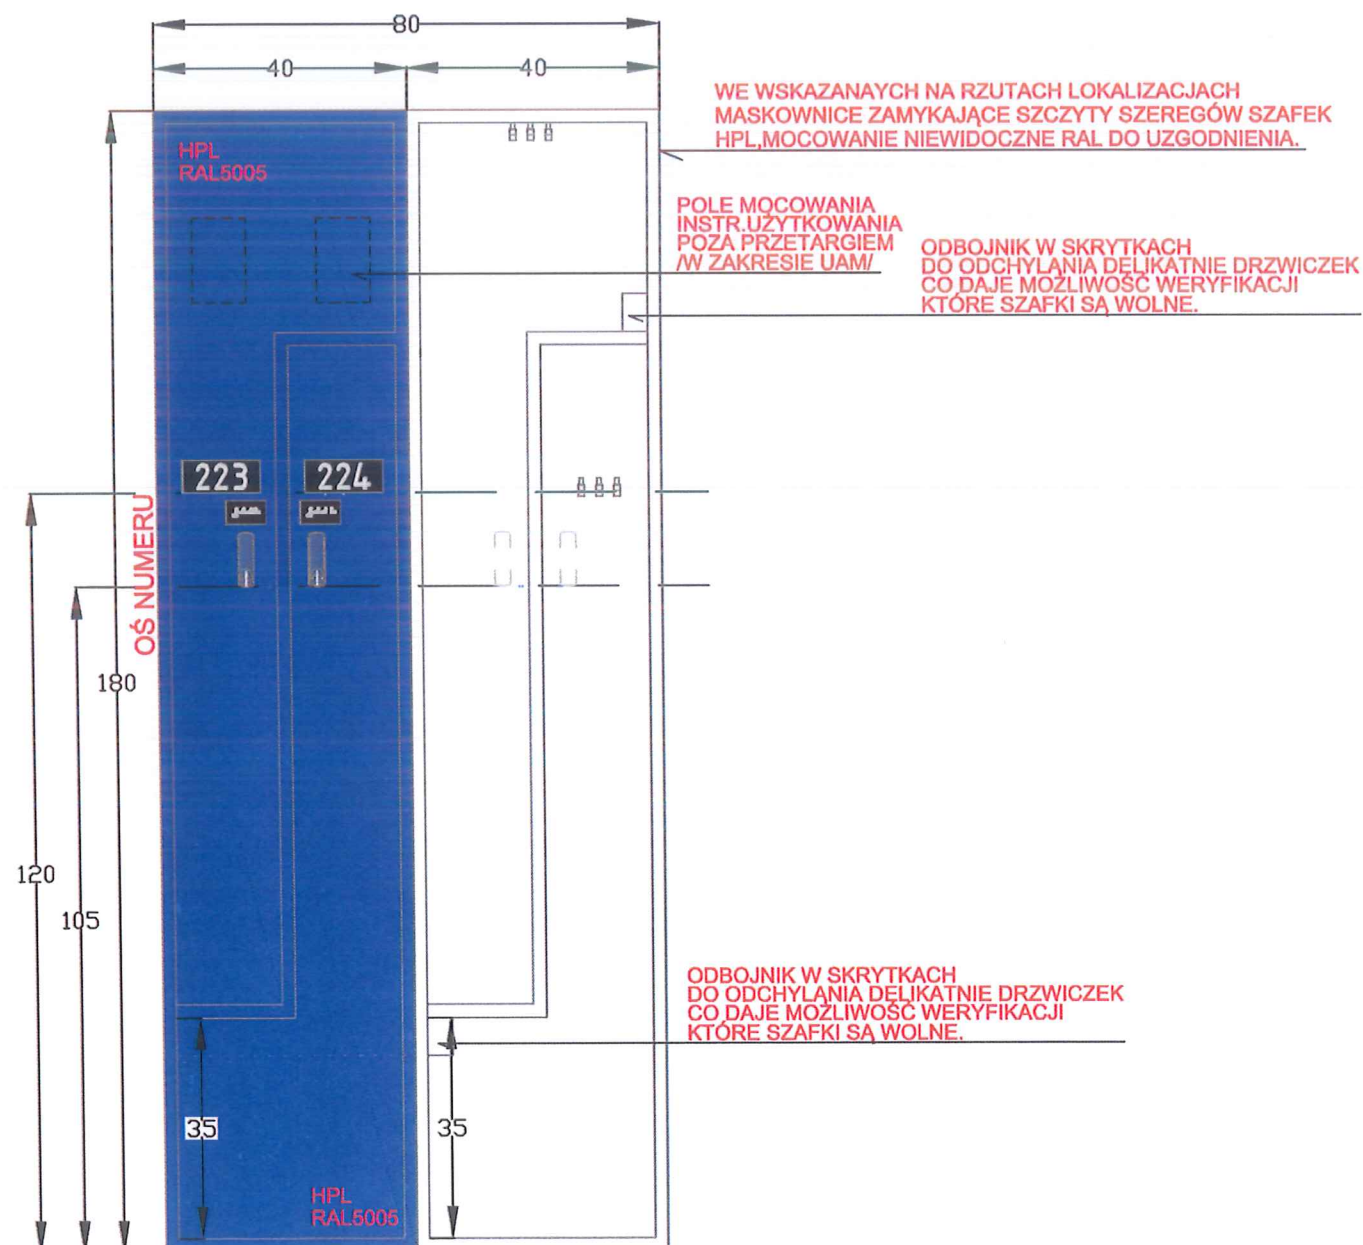 80
40
40
WE WSKAZANAYCH NA RZUTACH LOKALIZACJACH
MASKOWNICE ZAMYKAJĄCE SZCZYTY SZEREGÓW SZAFEK
HPL,MOCOWANIE NIEWIDOCZNE RAL DO UZGODNIENIA.
HPL
RAL5005
POLE MOCOWANIA
INSTR.UŻYTKOWANIA
POZA PRZETARGIEM
/W ZAKRESIE UAM/
ODBOJNIK W SKRYTKACH
DO ODCHYLANIA DELIKATNIE DRZWICZEK
CO DAJE MOŻLIWOŚĆ WERYFIKACJI
KTÓRE SZAFKI SĄ WOLNE.
223
224
OŚ NUMERU
180
120
105
ODBOJNIK W SKRYTKACH
DO ODCHYLANIA DELIKATNIE DRZWICZEK
CO DAJE MOŻLIWOŚĆ WERYFIKACJI
KTÓRE SZAFKI SĄ WOLNE.
35
35
HPL
RAL5005